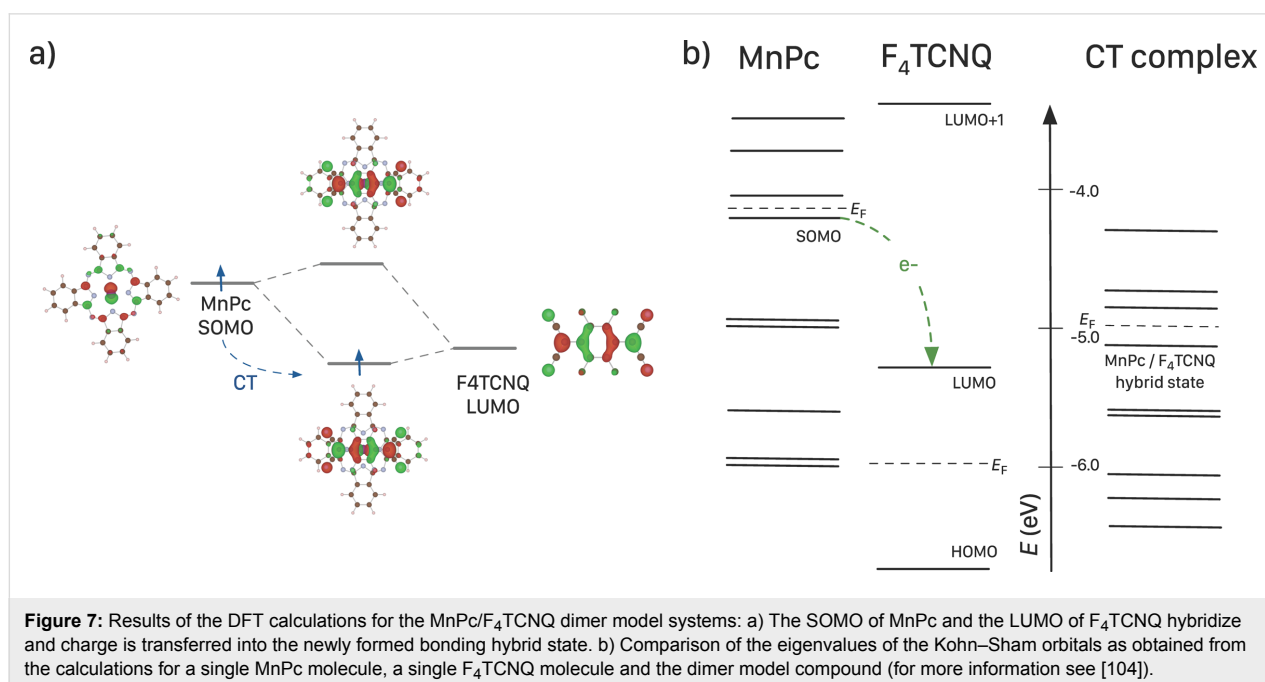 a)
MnPc
SOMO
CT
F4TCNQ
LUMO
b)
MnPc
F₄TCNQ
CT complex
LUMO+1
-4.0
E_F
SOMO
e-
E_F
-5.0
MnPc / F₄TCNQ
hybrid state
LUMO
-6.0
E_F
HOMO
E (eV)
Figure 7: Results of the DFT calculations for the MnPc/F₄TCNQ dimer model systems: a) The SOMO of MnPc and the LUMO of F₄TCNQ hybridize
and charge is transferred into the newly formed bonding hybrid state. b) Comparison of the eigenvalues of the Kohn–Sham orbitals as obtained from
the calculations for a single MnPc molecule, a single F₄TCNQ molecule and the dimer model compound (for more information see [104]).